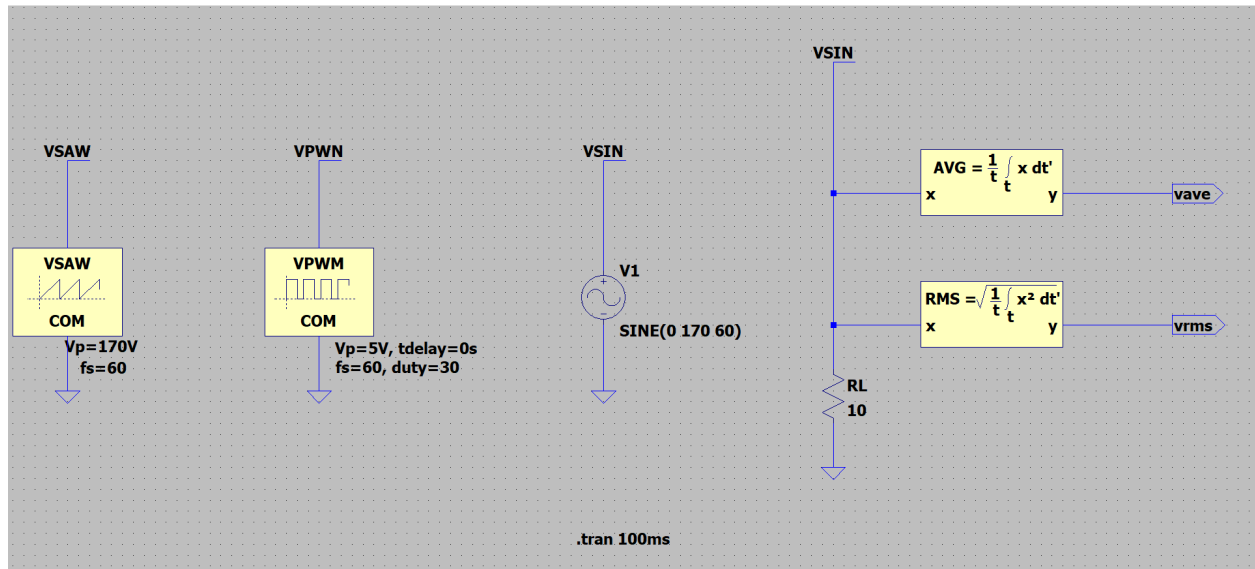 VSAW
VSAW
COM
Vp=170V
fs=60
VPWN
VPWM
COM
Vp=5V, tdelay=0s
fs=60, duty=30
VSIN
V1
SINE(0 170 60)
VSIN
AVG = 1/t ∫t x dt'
x y
vave
RMS = √(1/t ∫t x² dt')
x y
vrms
RL
10
.tran 100ms